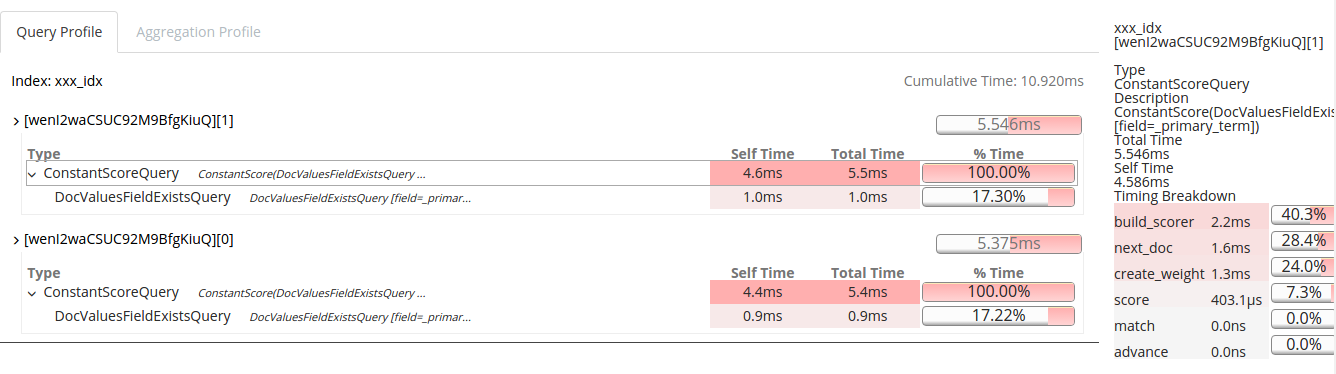 Query Profile
Aggregation Profile
Index: xxx_idx
Cumulative Time: 10.920ms
[wenI2waCSUC92M9BfgKiuQ][1]
5.546ms
Type Self Time Total Time % Time
ConstantScoreQuery ConstantScore(DocValuesFieldExistsQuery ... 4.6ms 5.5ms 100.00%
DocValuesFieldExistsQuery DocValuesFieldExistsQuery [field=_primar... 1.0ms 1.0ms 17.30%
[wenI2waCSUC92M9BfgKiuQ][0]
5.375ms
Type Self Time Total Time % Time
ConstantScoreQuery ConstantScore(DocValuesFieldExistsQuery ... 4.4ms 5.4ms 100.00%
DocValuesFieldExistsQuery DocValuesFieldExistsQuery [field=_primar... 0.9ms 0.9ms 17.22%
xxx_idx
[wenI2waCSUC92M9BfgKiuQ][1]
Type
ConstantScoreQuery
Description
ConstantScore(DocValuesFieldExis
[field=_primary_term])
Total Time
5.546ms
Self Time
4.586ms
Timing Breakdown
build_scorer 2.2ms 40.3%
next_doc 1.6ms 28.4%
create_weight 1.3ms 24.0%
score 403.1μs 7.3%
match 0.0ns 0.0%
advance 0.0ns 0.0%